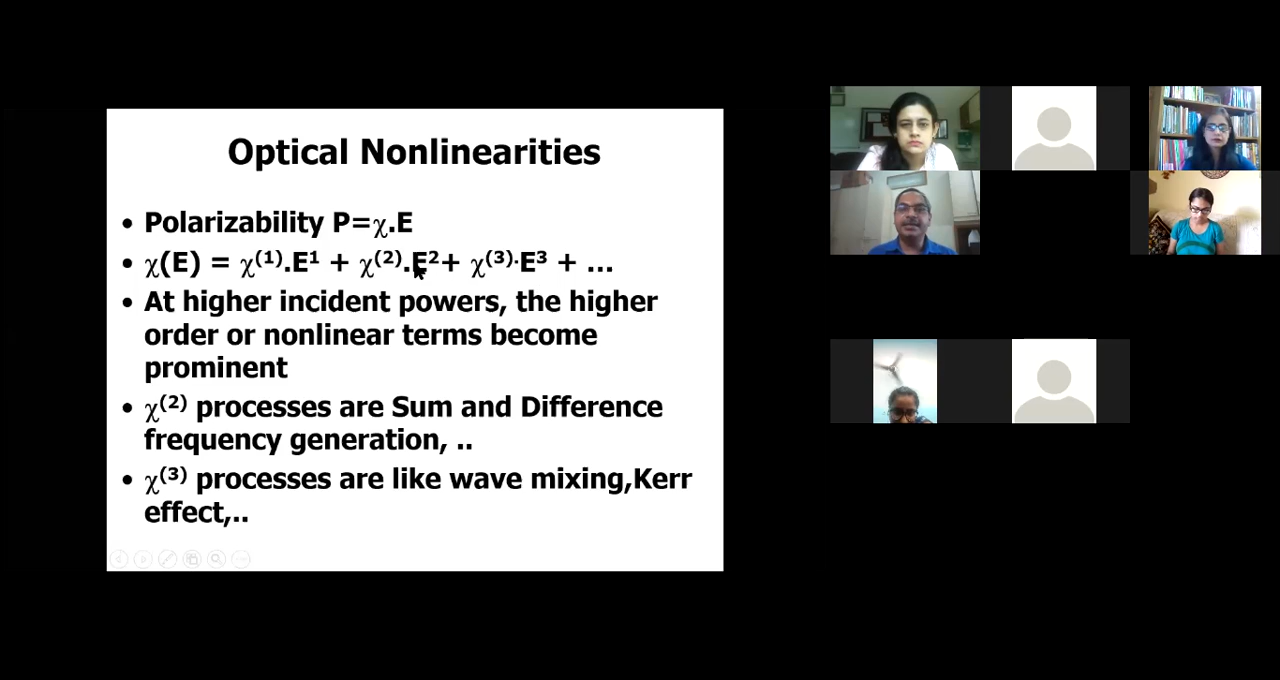 Optical Nonlinearities
• Polarizability P=χ.E
• χ(E) = χ⁽¹⁾.E¹ + χ⁽²⁾.E²+ χ⁽³⁾·E³ + ...
• At higher incident powers, the higher
order or nonlinear terms become
prominent
• χ⁽²⁾ processes are Sum and Difference
frequency generation, ..
• χ⁽³⁾ processes are like wave mixing,Kerr
effect,..